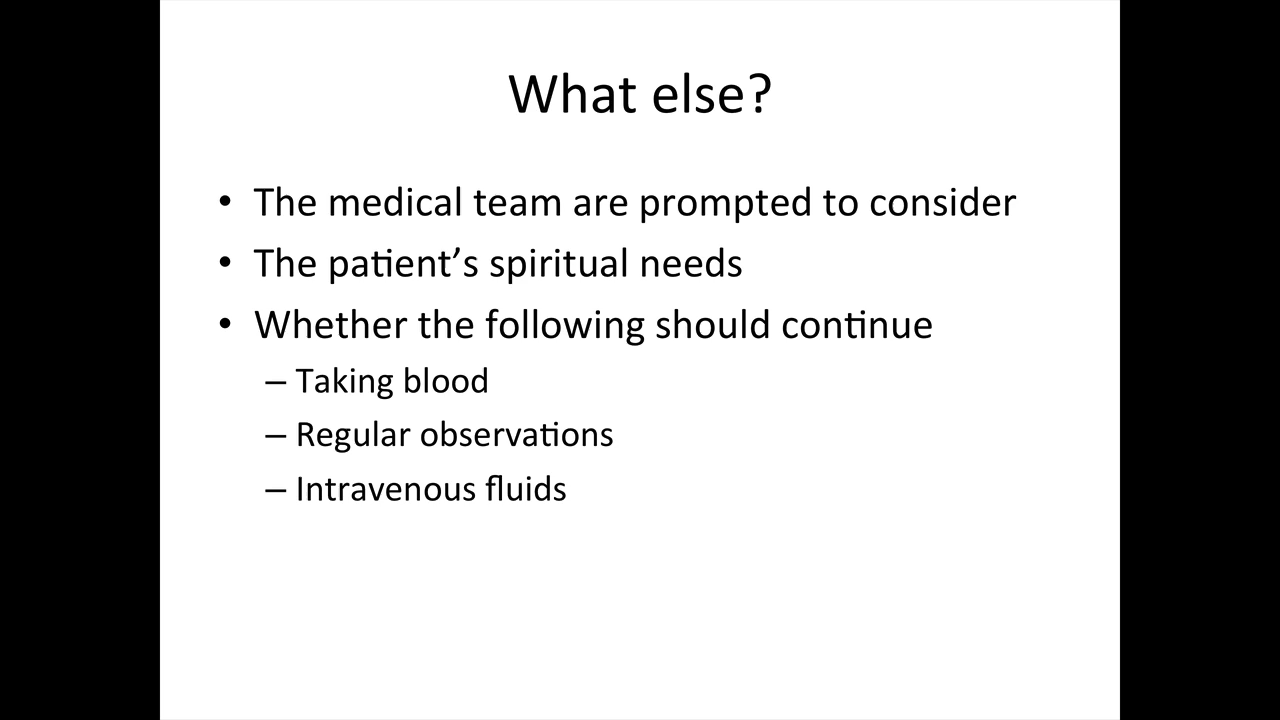 What else?
• The medical team are prompted to consider
• The patient’s spiritual needs
• Whether the following should continue
– Taking blood
– Regular observations
– Intravenous fluids